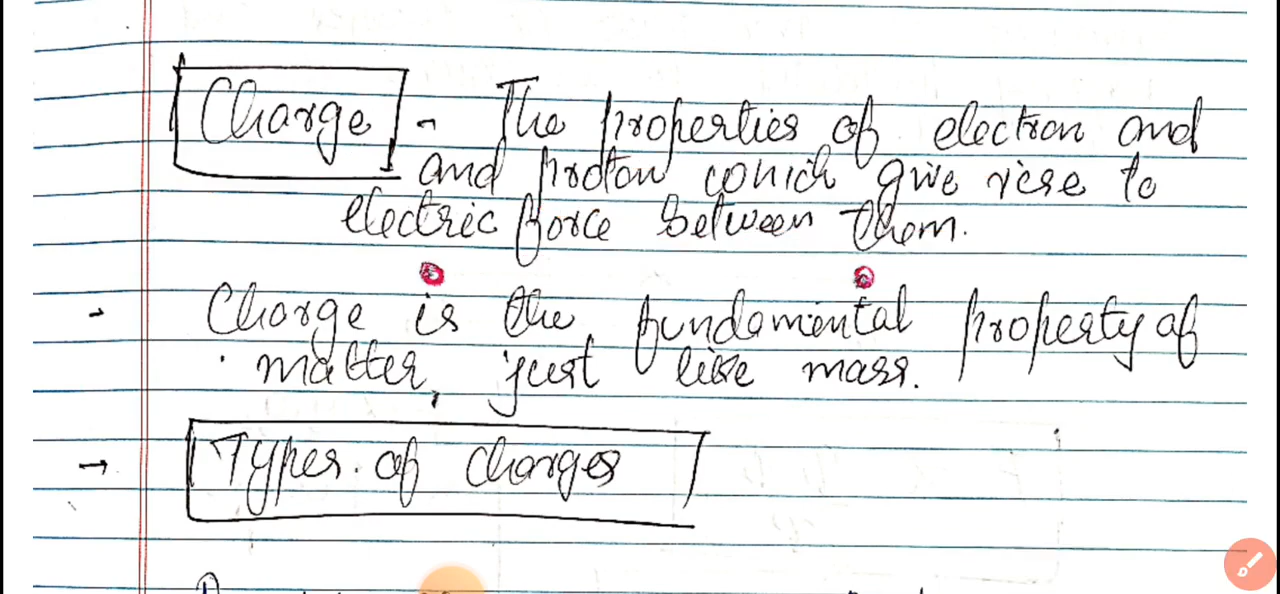 Charge - The properties of electron and
and proton which give rise to
electric force between them.
- Charge is the fundamental property of
matter, just like mass.
→ Types of charges